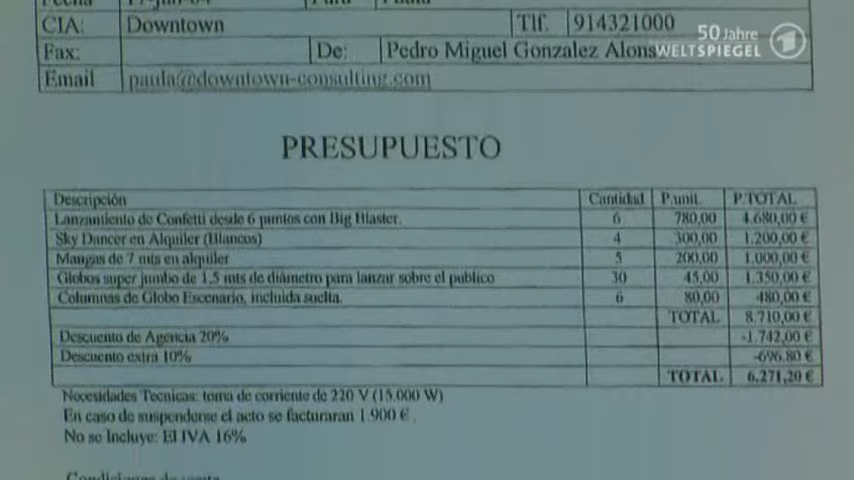 CIA: Downtown Tlf. 914321000
50 Jahre
WELTSPIEGEL
Fax: De: Pedro Miguel Gonzalez Alons
Email paula@downtown-consulting.com
PRESUPUESTO
Descripción Cantidad P.unit. P.TOTAL
Lanzamiento de Confetti desde 6 puntos con Big Blaster. 6 780,00 4.680,00 €
Sky Dancer en Alquiler (Blancos) 4 300,00 1.200,00 €
Mangas de 7 mts en alquiler 5 200,00 1.000,00 €
Globos super jumbo de 1,5 mts de diámetro para lanzar sobre el publico 30 45,00 1.350,00 €
Columnas de Globo Escenario, incluida suelta. 6 80,00 480,00 €
TOTAL 8.710,00 €
Descuento de Agencia 20% -1.742,00 €
Descuento extra 10% -696,80 €
TOTAL 6.271,20 €
Necesidades Tecnicas: toma de corriente de 220 V (15.000 W)
En caso de suspenderse el acto se facturaran 1.900 €
No se Incluye: El IVA 16%